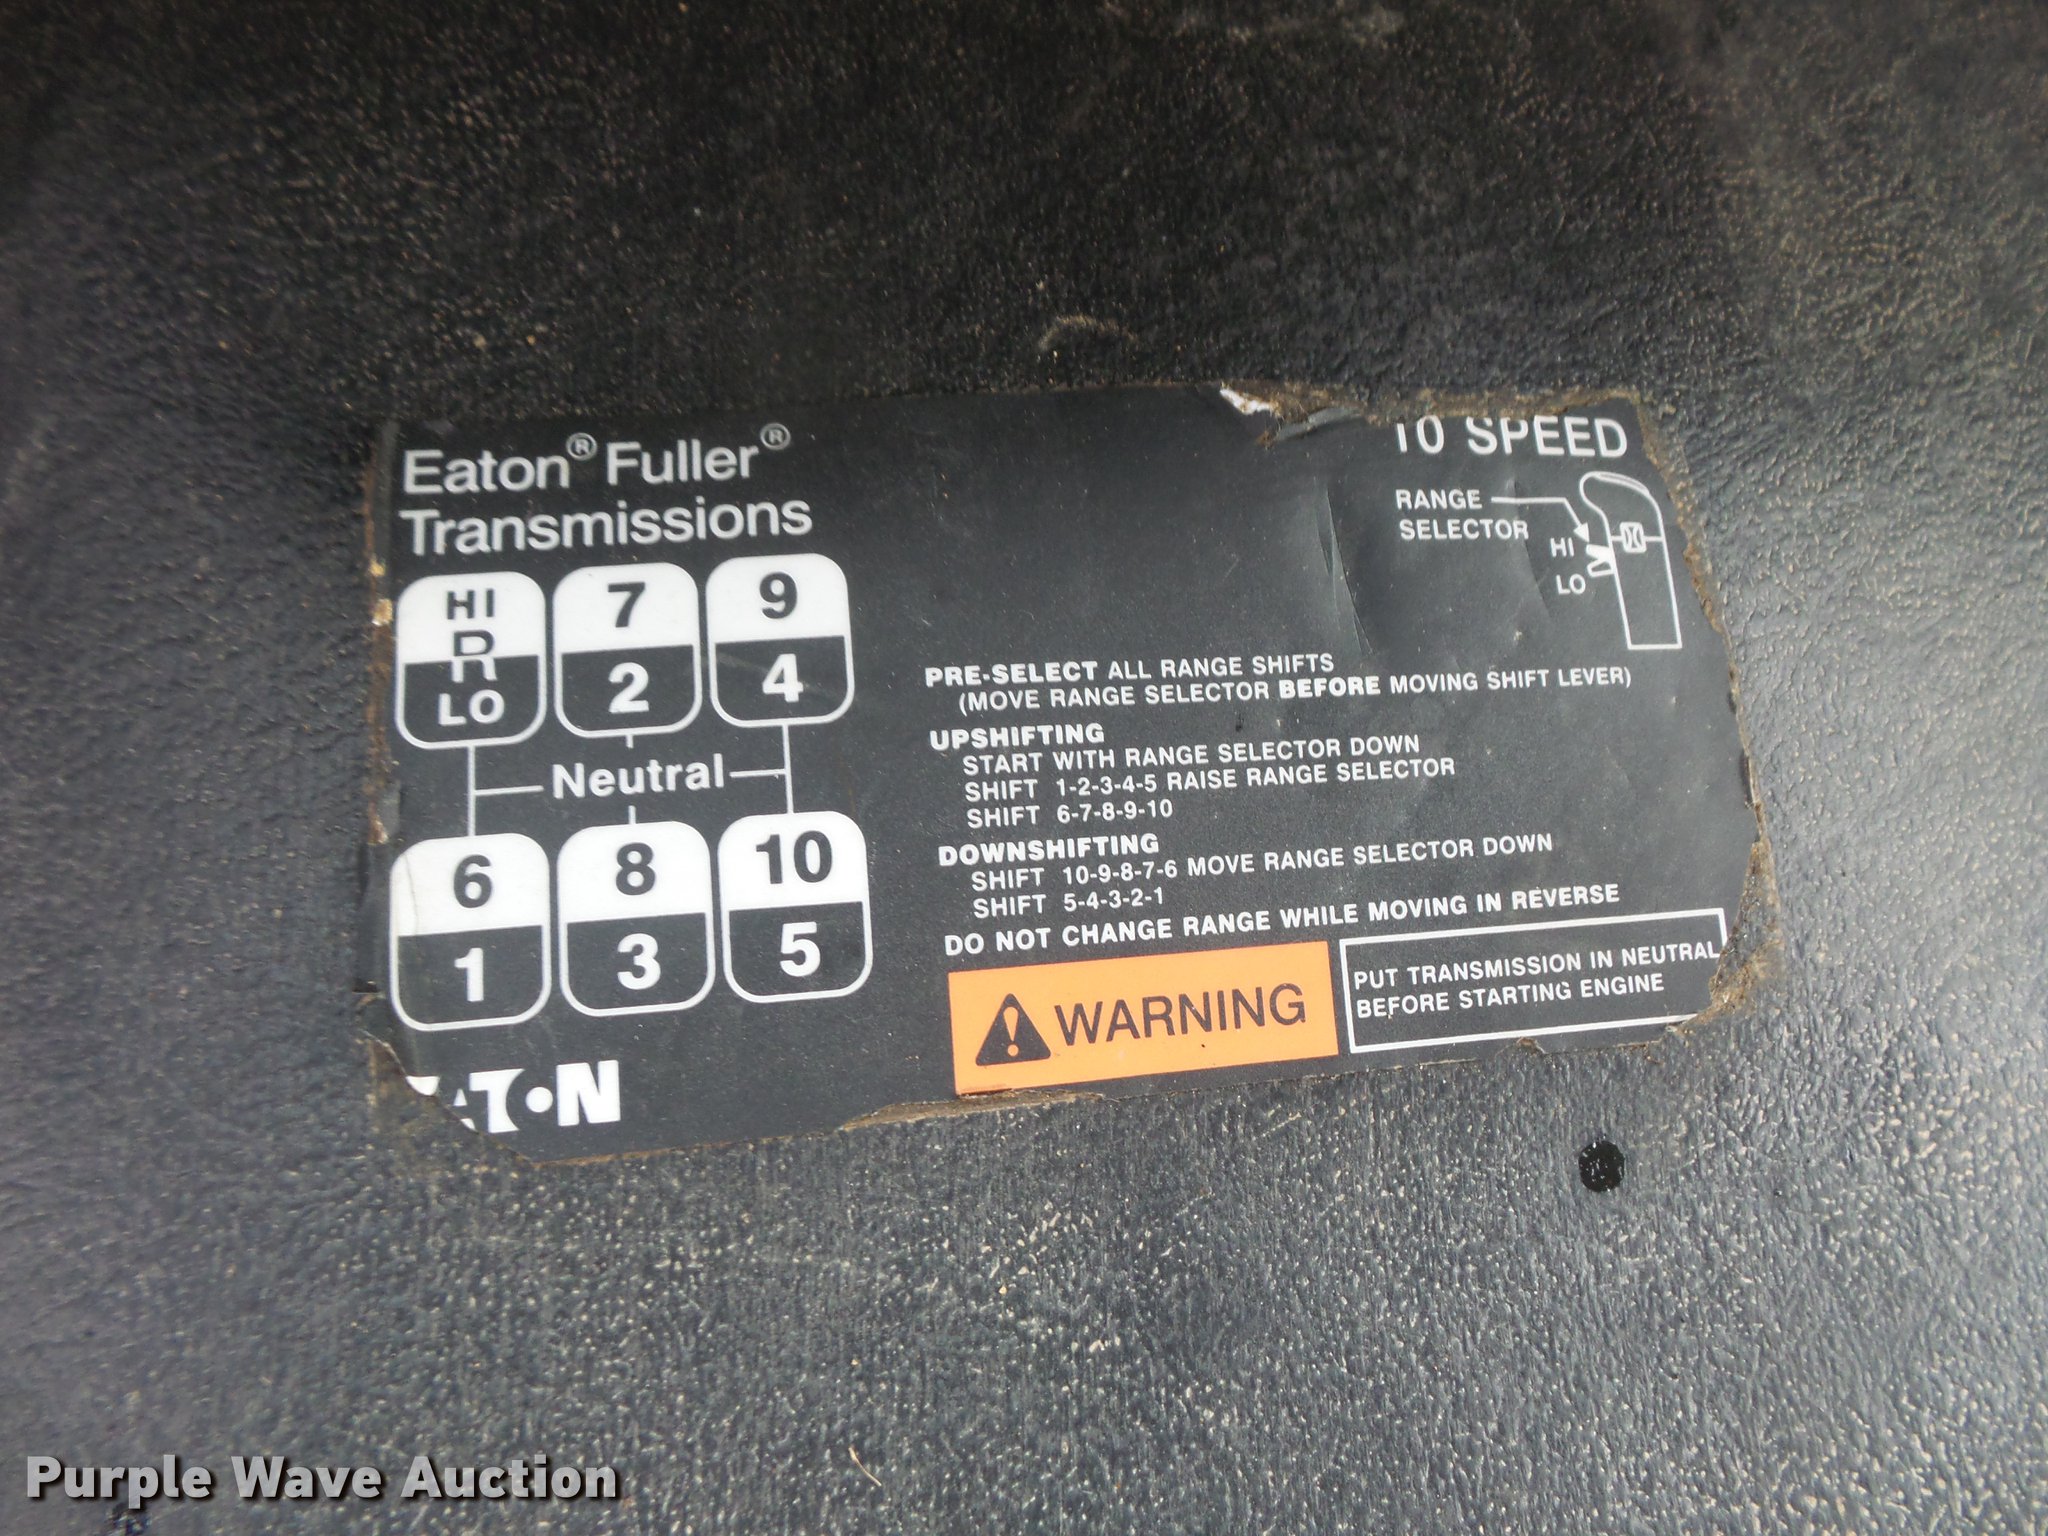 Eaton® Fuller®
Transmissions
10 SPEED
RANGE
SELECTOR
HI
LO
HI
R
LO
7
2
9
4
Neutral
6
1
8
3
10
5
PRE-SELECT ALL RANGE SHIFTS
(MOVE RANGE SELECTOR BEFORE MOVING SHIFT LEVER)
UPSHIFTING
START WITH RANGE SELECTOR DOWN
SHIFT 1-2-3-4-5 RAISE RANGE SELECTOR
SHIFT 6-7-8-9-10
DOWNSHIFTING
SHIFT 10-9-8-7-6 MOVE RANGE SELECTOR DOWN
SHIFT 5-4-3-2-1
DO NOT CHANGE RANGE WHILE MOVING IN REVERSE
WARNING
PUT TRANSMISSION IN NEUTRAL
BEFORE STARTING ENGINE
EATON
Purple Wave Auction